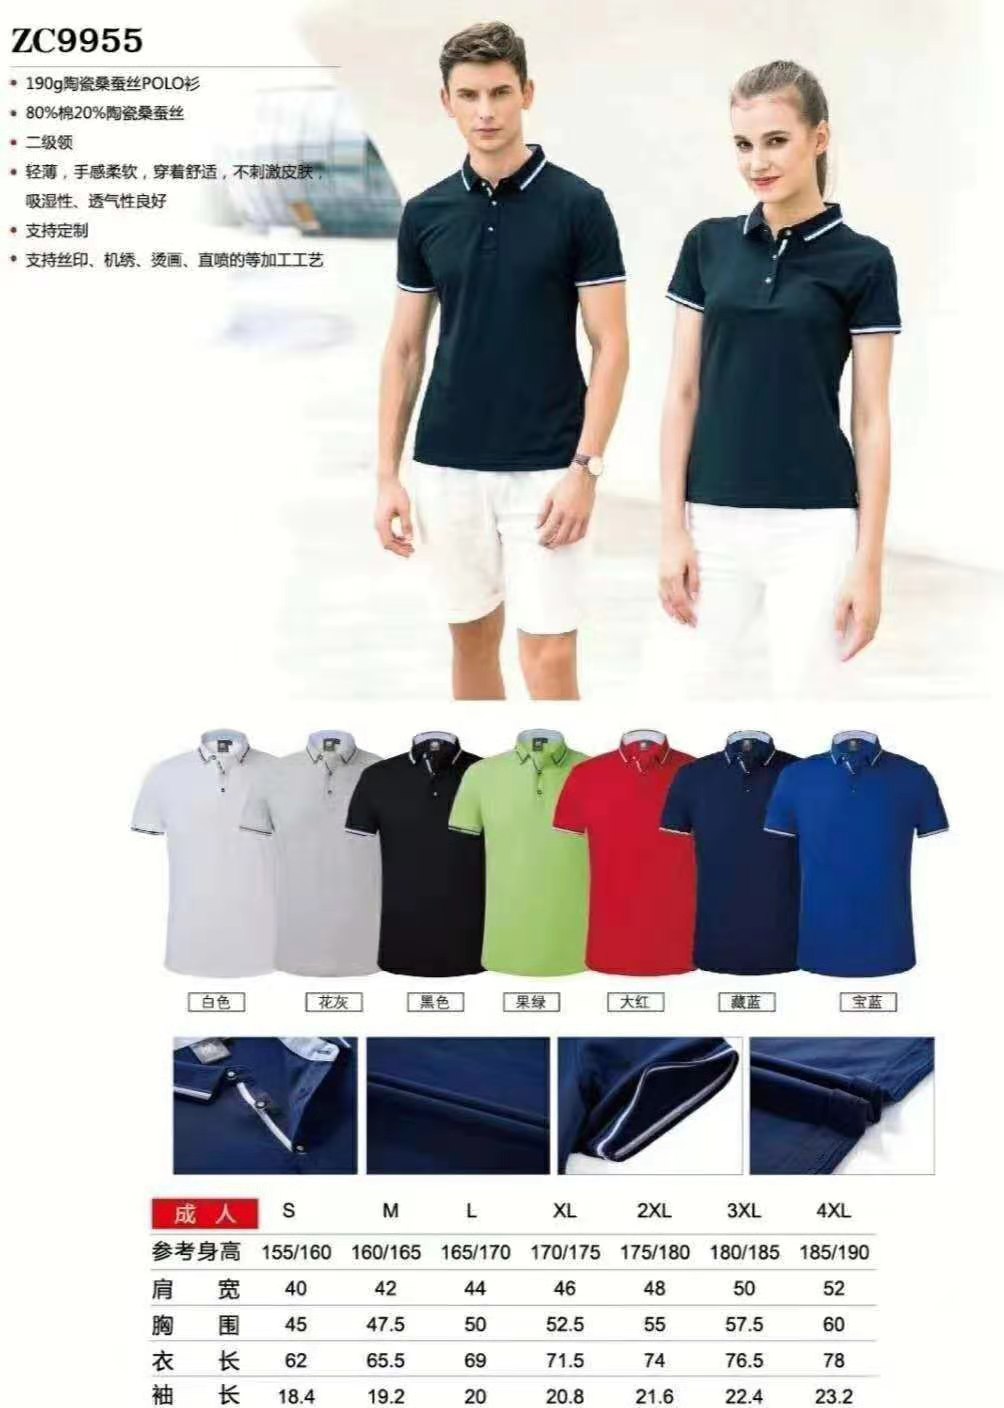 ZC9955
• 190g陶瓷桑蚕丝POLO衫
• 80%棉20%陶瓷桑蚕丝
• 二级领
• 轻薄，手感柔软，穿着舒适，不刺激皮肤，
吸湿性、透气性良好
• 支持定制
• 支持丝印、机绣、烫画、直喷的等加工工艺
白色 花灰 黑色 果绿 大红 藏蓝 宝蓝
成人 S M L XL 2XL 3XL 4XL
参考身高 155/160 160/165 165/170 170/175 175/180 180/185 185/190
肩宽 40 42 44 46 48 50 52
胸围 45 47.5 50 52.5 55 57.5 60
衣长 62 65.5 69 71.5 74 76.5 78
袖长 18.4 19.2 20 20.8 21.6 22.4 23.2